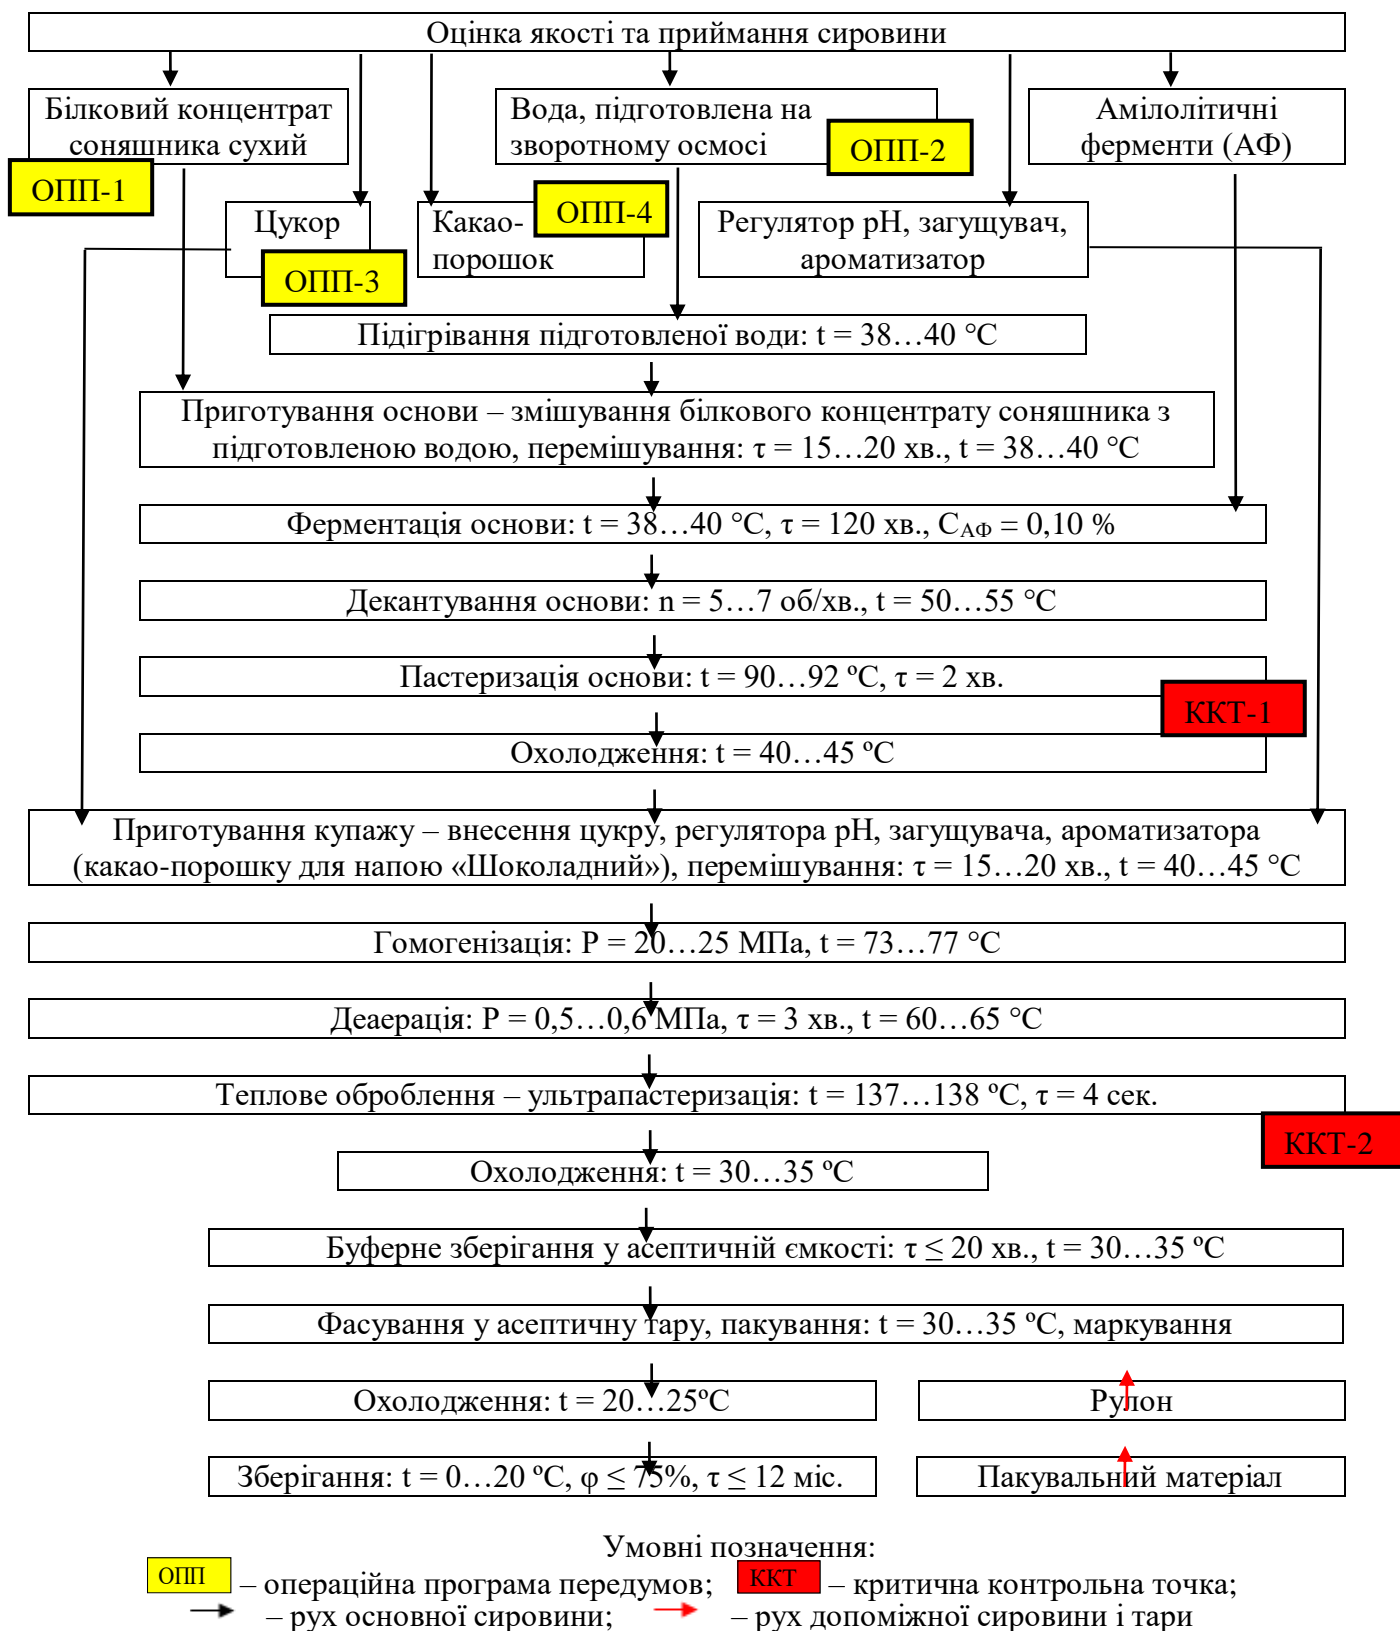 Оцінка якості та приймання сировини
Білковий концентрат
соняшника сухий
ОПП-1
Вода, підготовлена на
зворотному осмосі
ОПП-2
Амілолітичні
ферменти (АФ)
Цукор
ОПП-3
Какао-
порошок
ОПП-4
Регулятор рН, загущувач,
ароматизатор
Підігрівання підготовленої води: t = 38…40 °С
Приготування основи – змішування білкового концентрату соняшника з
підготовленою водою, перемішування: τ = 15…20 хв., t = 38…40 °С
Ферментація основи: t = 38…40 °С, τ = 120 хв., САФ = 0,10 %
Декантування основи: n = 5…7 об/хв., t = 50…55 °С
Пастеризація основи: t = 90…92 ºС, τ = 2 хв.
ККТ-1
Охолодження: t = 40…45 ºС
Приготування купажу – внесення цукру, регулятора рН, загущувача, ароматизатора
(какао-порошку для напою «Шоколадний»), перемішування: τ = 15…20 хв., t = 40…45 °С
Гомогенізація: Р = 20…25 МПа, t = 73…77 °С
Деаерація: Р = 0,5…0,6 МПа, τ = 3 хв., t = 60…65 °С
Теплове оброблення – ультрапастеризація: t = 137…138 ºС, τ = 4 сек.
ККТ-2
Охолодження: t = 30…35 ºС
Буферне зберігання у асептичній ємкості: τ ≤ 20 хв., t = 30…35 ºС
Фасування у асептичну тару, пакування: t = 30…35 ºС, маркування
Охолодження: t = 20…25ºС
Рулон
Зберігання: t = 0…20 ºС, φ ≤ 75%, τ ≤ 12 міс.
Пакувальний матеріал
Умовні позначення:
ОПП – операційна програма передумов; ККТ – критична контрольна точка;
– рух основної сировини; – рух допоміжної сировини і тари